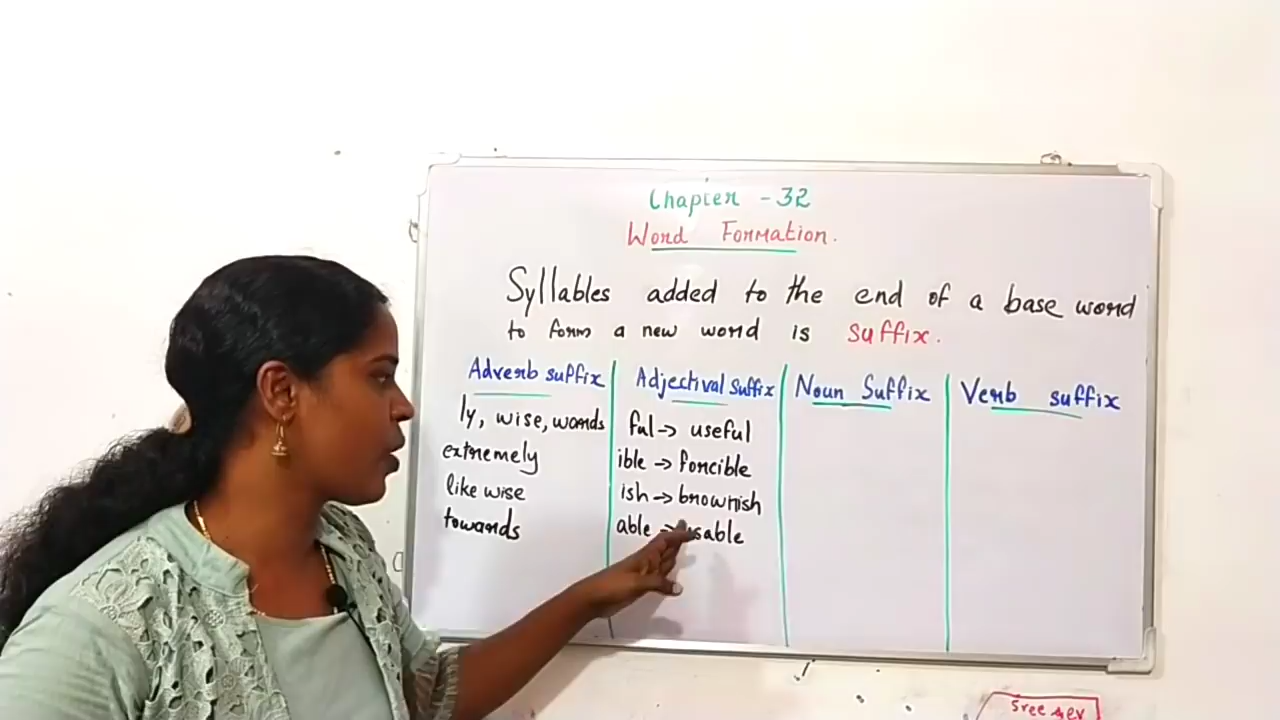 Chapter - 32
Word Formation.
Syllables added to the end of a base word
to form a new word is suffix.
Adverb suffix
ly, wise, wards
extremely
like wise
towards
Adjectival Suffix
ful → useful
ible → forcible
ish → brownish
able → usable
Noun Suffix
Verb suffix